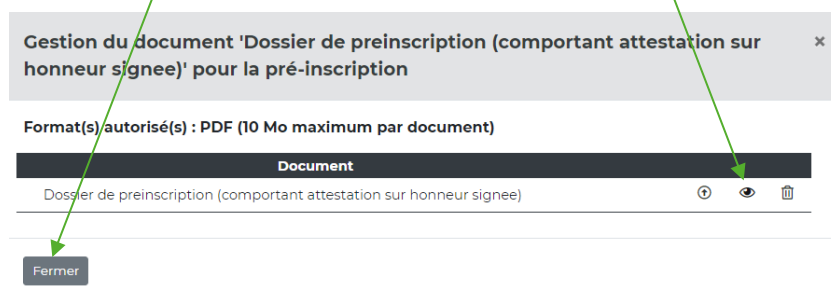 Gestion du document 'Dossier de preinscription (comportant attestation sur
honneur signee)' pour la pré-inscription
×
Format(s) autorisé(s) : PDF (10 Mo maximum par document)
Document
Dossier de preinscription (comportant attestation sur honneur signee)
Fermer